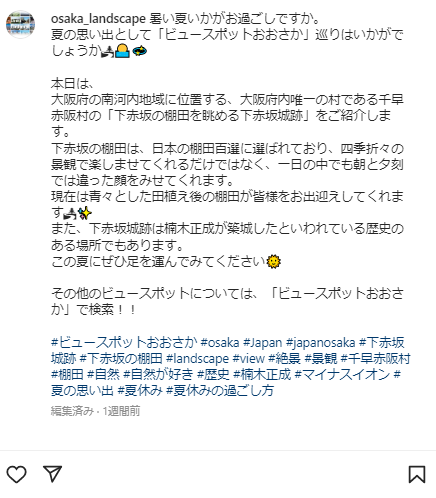 osaka_landscape 暑い夏いかがお過ごしですか。
夏の思い出として「ビュースポットおおさか」巡りはいかがで
しょうか
本日は、
大阪府の南河内地域に位置する、大阪府内唯一の村である千早
赤阪村の「下赤坂の棚田を眺める下赤坂城跡」をご紹介しま
す。
下赤坂の棚田は、日本の棚田百選に選ばれており、四季折々の
景観で楽しませてくれるだけではなく、一日の中でも朝と夕刻
では違った顔をみせてくれます。
現在は青々とした田植え後の棚田が皆様をお出迎えしてくれま
す
また、下赤坂城跡は楠木正成が築城したといわれている歴史の
ある場所でもあります。
この夏にぜひ足を運んでみてください
その他のビュースポットについては、「ビュースポットおおさ
か」で検索！！
#ビュースポットおおさか #osaka #Japan #japanosaka #下赤坂
城跡 #下赤坂の棚田 #landscape #view #絶景 #景観 #千早赤阪村
#棚田 #自然 #自然が好き #歴史 #楠木正成 #マイナスイオン #
夏の思い出 #夏休み #夏休みの過ごし方
編集済み・1週間前